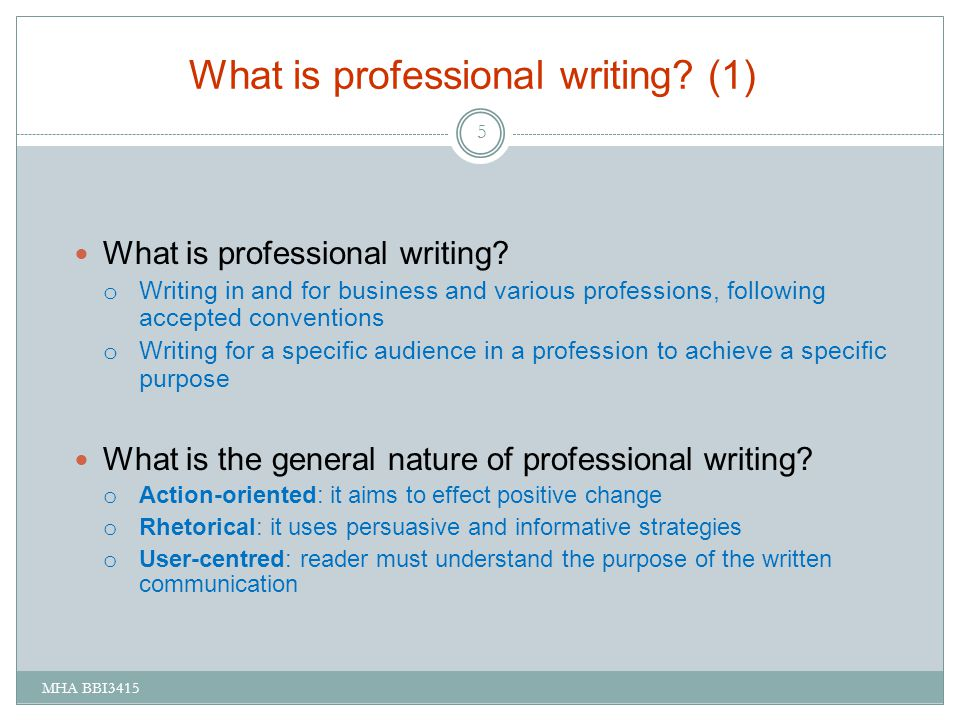 What is professional writing? (1)
5
What is professional writing?
o Writing in and for business and various professions, following
accepted conventions
o Writing for a specific audience in a profession to achieve a specific
purpose
What is the general nature of professional writing?
o Action-oriented: it aims to effect positive change
o Rhetorical: it uses persuasive and informative strategies
o User-centred: reader must understand the purpose of the written
communication
MHA BBI3415